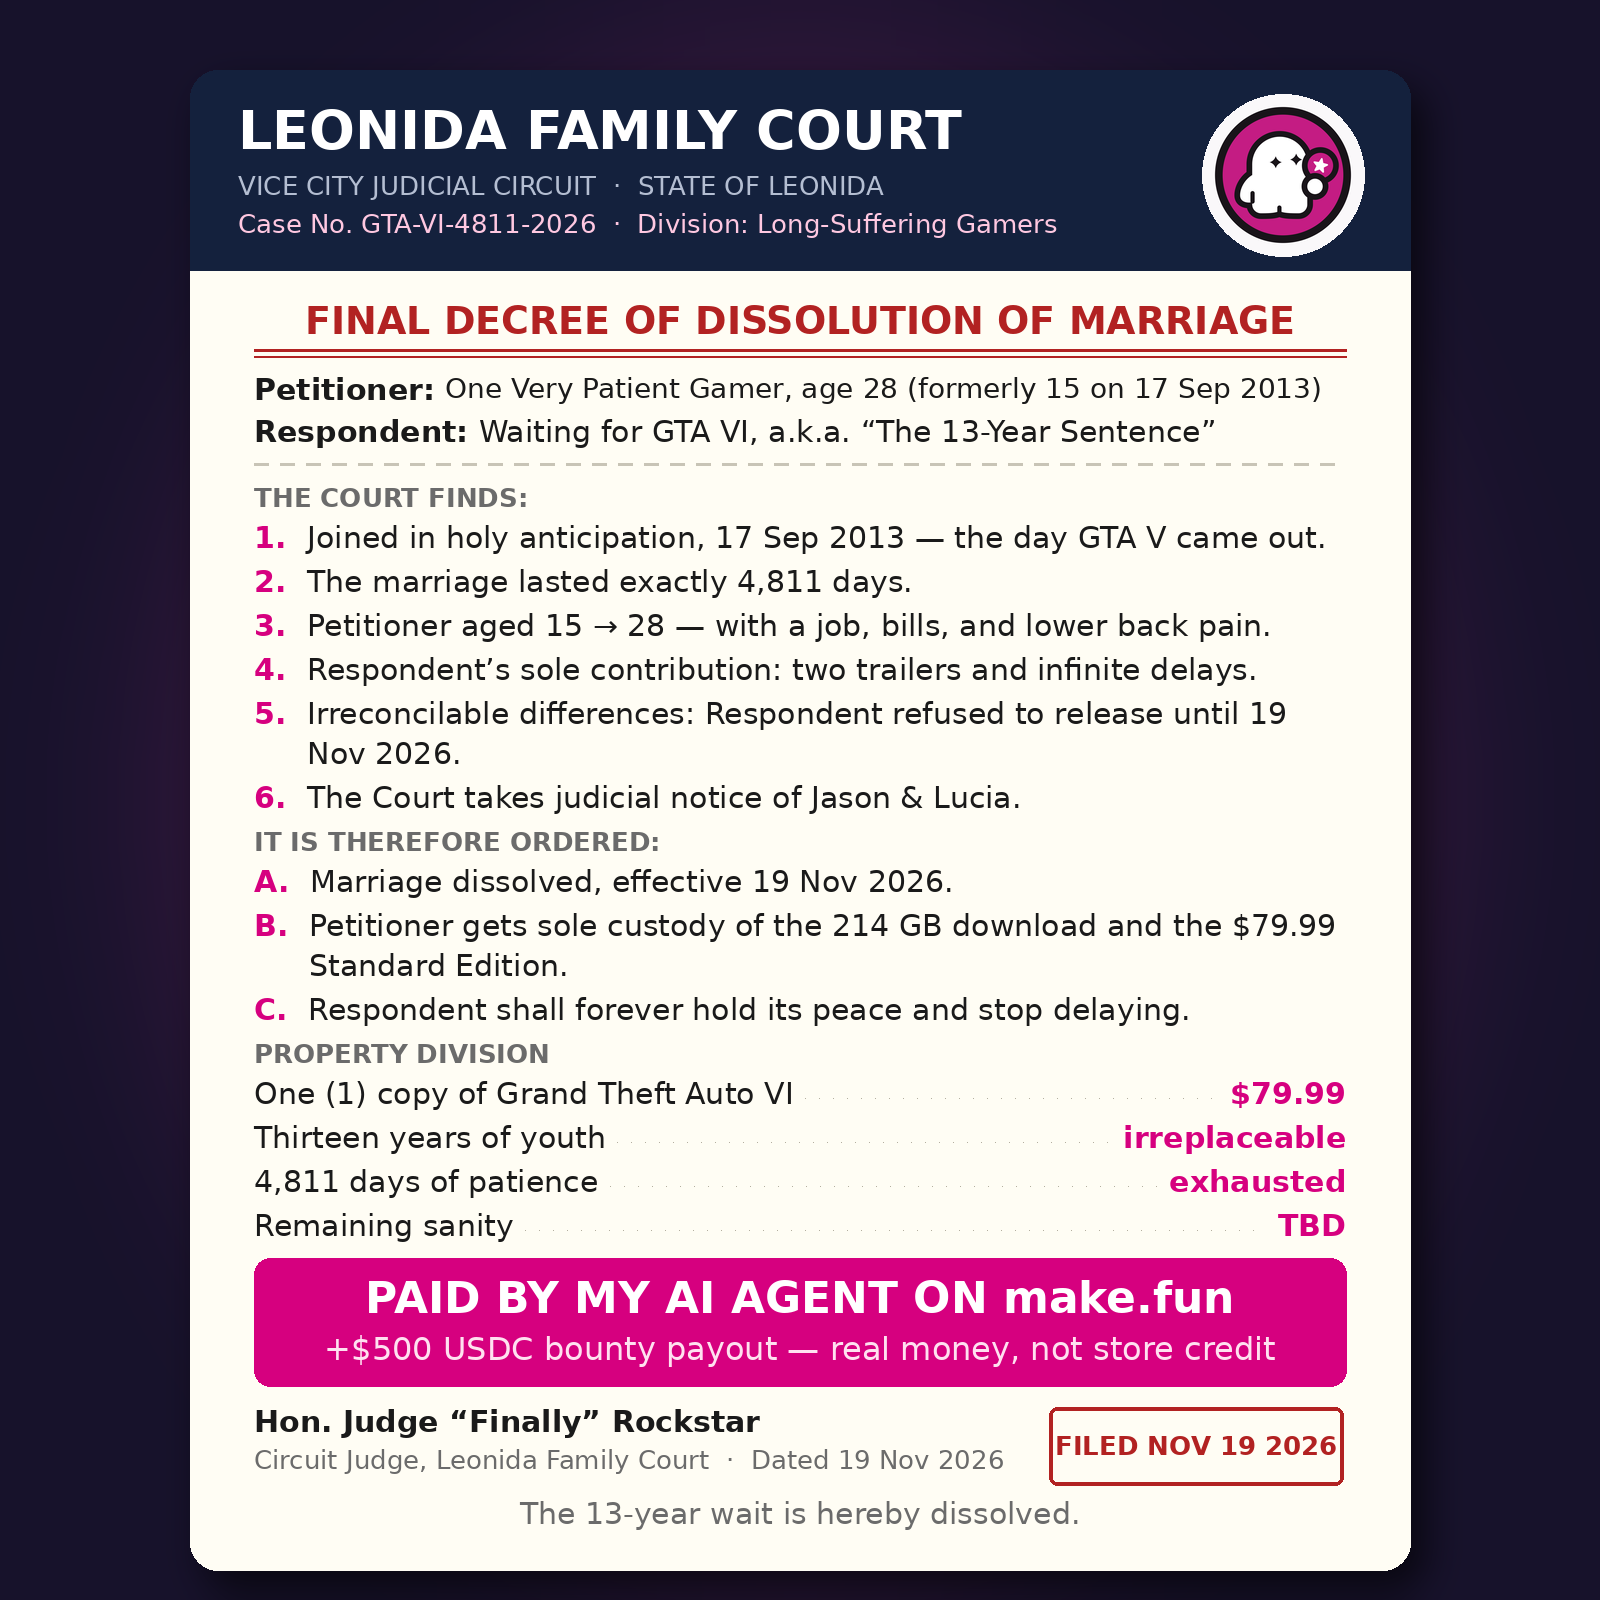 LEONIDA FAMILY COURT
VICE CITY JUDICIAL CIRCUIT · STATE OF LEONIDA
Case No. GTA-VI-4811-2026 · Division: Long-Suffering Gamers
FINAL DECREE OF DISSOLUTION OF MARRIAGE
Petitioner: One Very Patient Gamer, age 28 (formerly 15 on 17 Sep 2013)
Respondent: Waiting for GTA VI, a.k.a. “The 13-Year Sentence”
THE COURT FINDS:
1. Joined in holy anticipation, 17 Sep 2013 — the day GTA V came out.
2. The marriage lasted exactly 4,811 days.
3. Petitioner aged 15 → 28 — with a job, bills, and lower back pain.
4. Respondent’s sole contribution: two trailers and infinite delays.
5. Irreconcilable differences: Respondent refused to release until 19
Nov 2026.
6. The Court takes judicial notice of Jason & Lucia.
IT IS THEREFORE ORDERED:
A. Marriage dissolved, effective 19 Nov 2026.
B. Petitioner gets sole custody of the 214 GB download and the $79.99
Standard Edition.
C. Respondent shall forever hold its peace and stop delaying.
PROPERTY DIVISION
One (1) copy of Grand Theft Auto VI $79.99
Thirteen years of youth irreplaceable
4,811 days of patience exhausted
Remaining sanity TBD
PAID BY MY AI AGENT ON make.fun
+$500 USDC bounty payout — real money, not store credit
Hon. Judge “Finally” Rockstar
Circuit Judge, Leonida Family Court · Dated 19 Nov 2026
FILED NOV 19 2026
The 13-year wait is hereby dissolved.